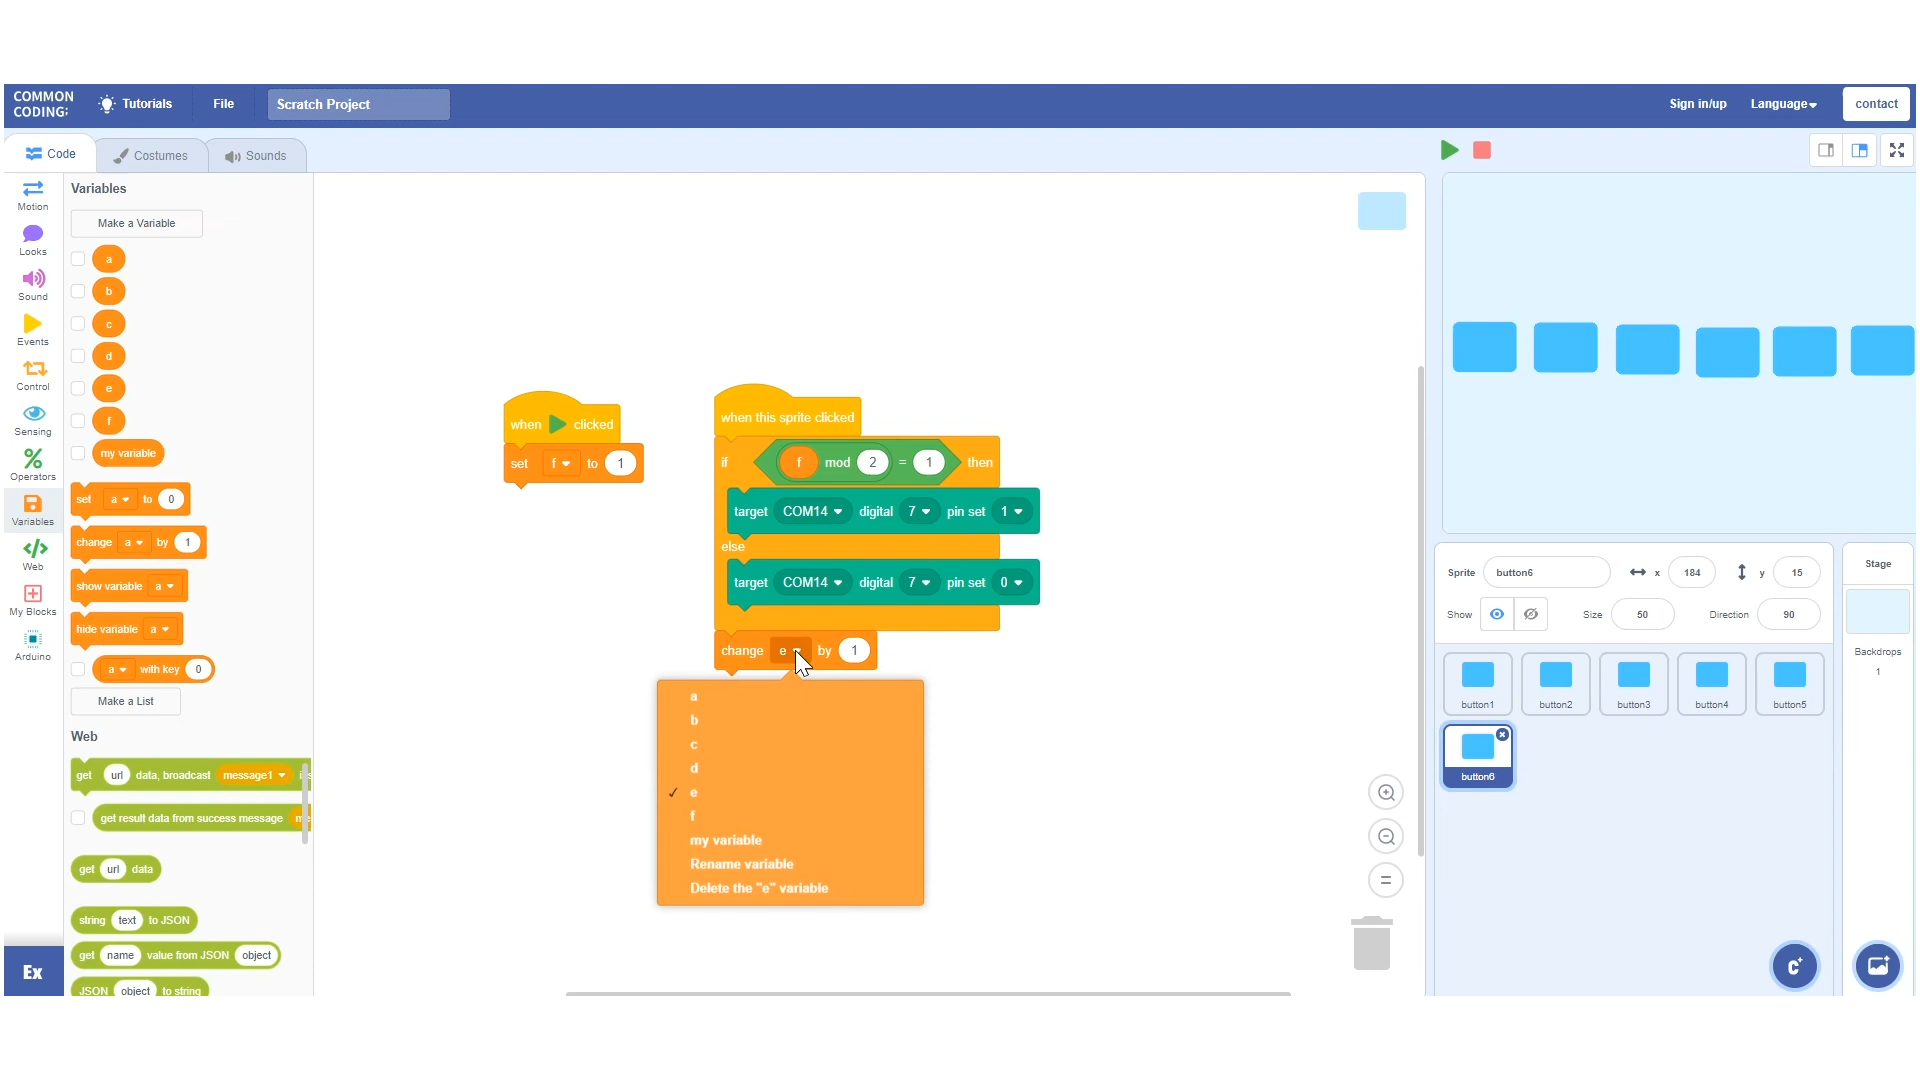 COMMON
CODING;
Tutorials
File
Scratch Project
Sign in/up
Language
contact
Code
Costumes
Sounds
Motion
Looks
Sound
Events
Control
Sensing
Operators
Variables
Web
My Blocks
Arduino
Ex
Variables
Make a Variable
a
b
c
d
e
f
my variable
set a to 0
change a by 1
show variable a
hide variable a
a with key 0
Make a List
Web
get url data, broadcast message1
get result data from success message
get url data
string text to JSON
get name value from JSON object
JSON object to string
when clicked
set f to 1
when this sprite clicked
if f mod 2 = 1 then
target COM14 digital 7 pin set 1
else
target COM14 digital 7 pin set 0
change e by 1
a
b
c
d
✓ e
f
my variable
Rename variable
Delete the "e" variable
Sprite button6 x 184 y 15
Show Size 50 Direction 90
button1
button2
button3
button4
button5
button6
Stage
Backdrops
1